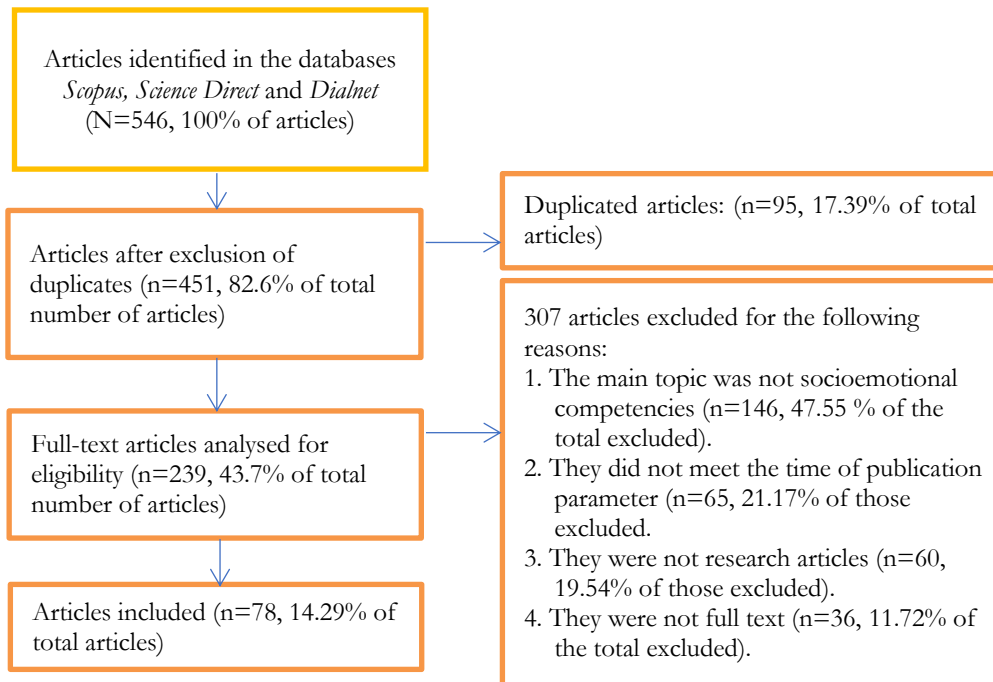 Articles identified in the databases
Scopus, Science Direct and Dialnet
(N=546, 100% of articles)
Duplicated articles: (n=95, 17.39% of total
articles)
Articles after exclusion of
duplicates (n=451, 82.6% of total
number of articles)
307 articles excluded for the following
reasons:
1. The main topic was not socioemotional
competencies (n=146, 47.55 % of the
total excluded).
2. They did not meet the time of publication
parameter (n=65, 21.17% of those
excluded.
3. They were not research articles (n=60,
19.54% of those excluded).
4. They were not full text (n=36, 11.72% of
the total excluded).
Full-text articles analysed for
eligibility (n=239, 43.7% of total
number of articles)
Articles included (n=78, 14.29% of
total articles)